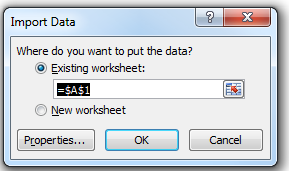 Import Data
Where do you want to put the data?
Existing worksheet:
=$A$1
New worksheet
Properties... OK Cancel